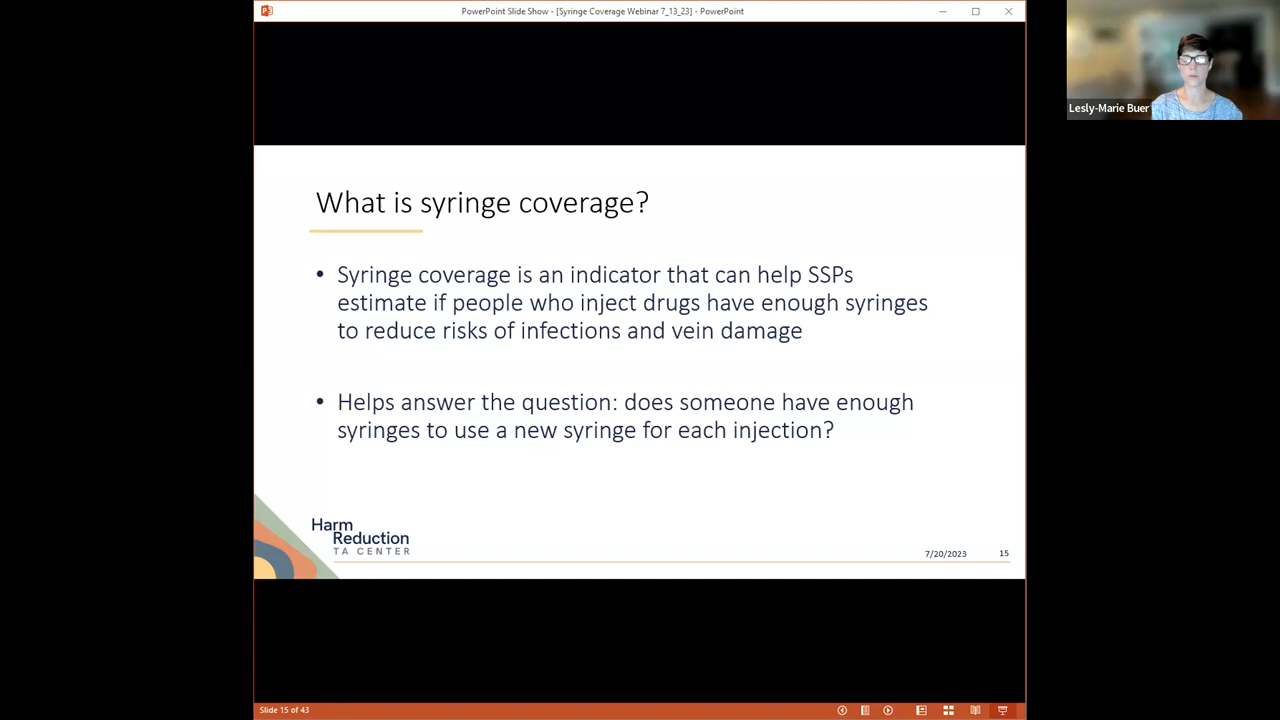 PowerPoint Slide Show - [Syringe Coverage Webinar 7_13_23] - PowerPoint
Lesly-Marie Buer
What is syringe coverage?
• Syringe coverage is an indicator that can help SSPs
estimate if people who inject drugs have enough syringes
to reduce risks of infections and vein damage
• Helps answer the question: does someone have enough
syringes to use a new syringe for each injection?
Harm
Reduction
TA CENTER
7/20/2023
15
Slide 15 of 43